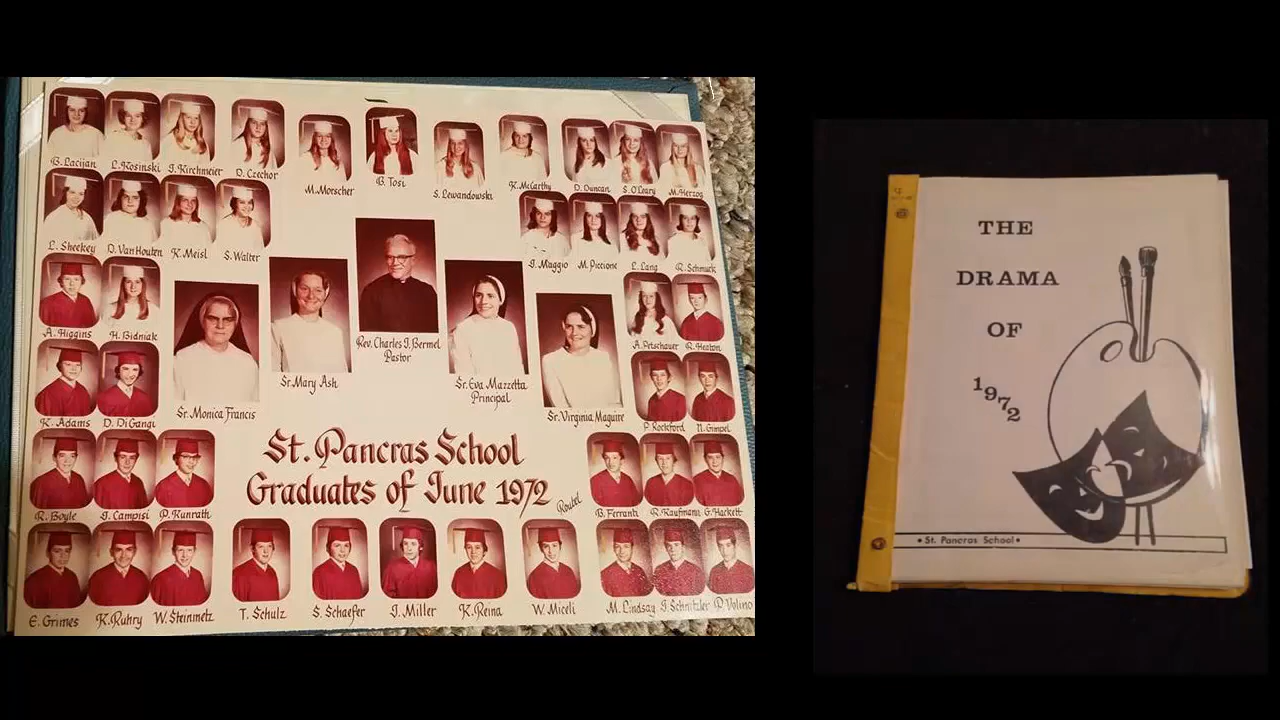 B. Lacijan L. Kosinski J. Kirchmeier D. Czechor M. Morscher B. Tosi S. Lewandowski K. McCarthy D. Duncan S. O'Leary M. Herzog
L. Sheekey D. Van Houten K. Meisl S. Walter J. Maggio M. Piccione L. Lang R. Schmuck
A. Higgins H. Bidniak A. Petschauer R. Heaton
Rev. Charles J. Bermel
Pastor
Sr. Mary Ash
Sr. Eva Mazzetta
Principal
Sr. Monica Francis
Sr. Virginia Maguire
K. Adams D. DiGangi P. Rockford N. Gimpel
St. Pancras School
Graduates of June 1972
Roubel
R. Boyle J. Campisi P. Kunrath B. Ferranti R. Kaufmann G. Hackett
E. Grimes K. Ruhry W. Steinmetz T. Schulz S. Schaefer J. Miller K. Reina W. Miceli M. Lindsay J. Schnitzler P. Volino
THE
DRAMA
OF
1972
• St. Pancras School •